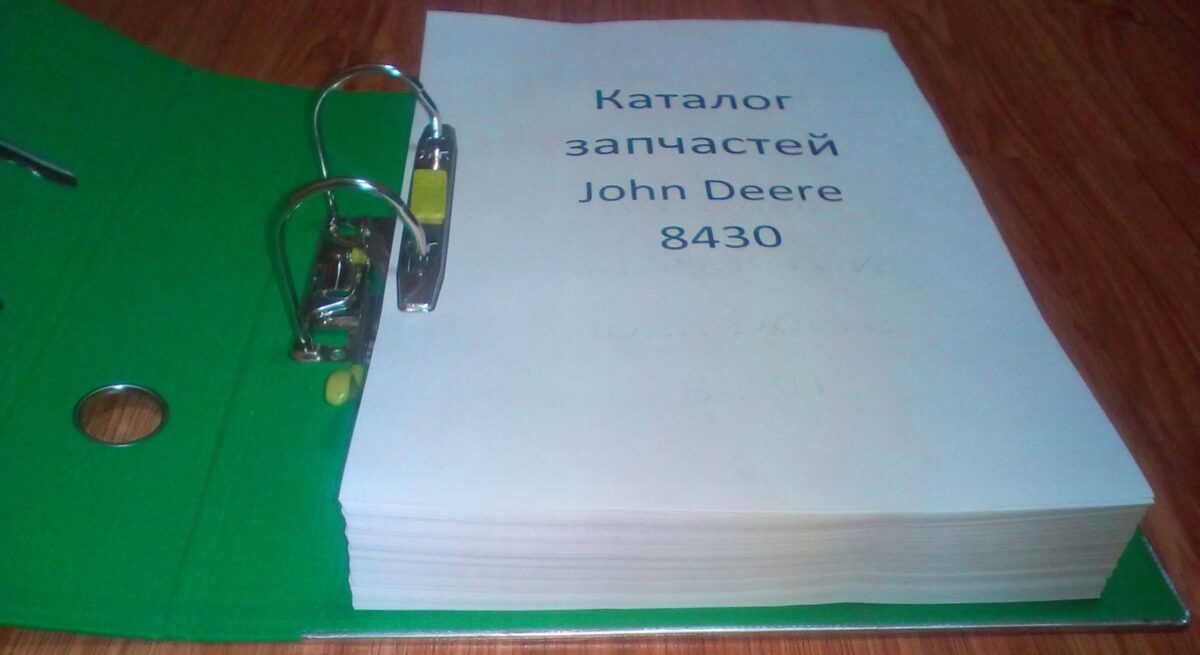 Каталог
запчастей
John Deere
8430